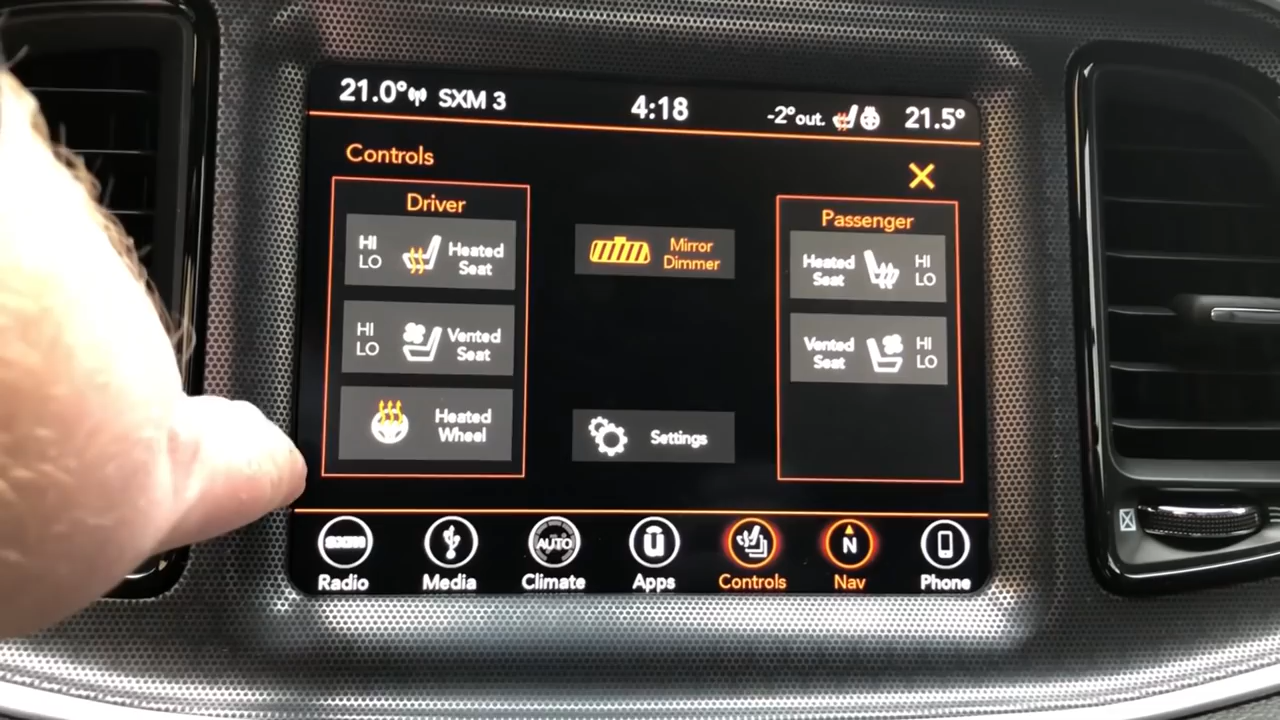 21.0° SXM 3 4:18 -2°out. 21.5°
Controls
Driver
HI
LO
Heated
Seat
HI
LO
Vented
Seat
Heated
Wheel
Mirror
Dimmer
Settings
Passenger
Heated
Seat
HI
LO
Vented
Seat
HI
LO
SXM AUTO N
Radio Media Climate Apps Controls Nav Phone